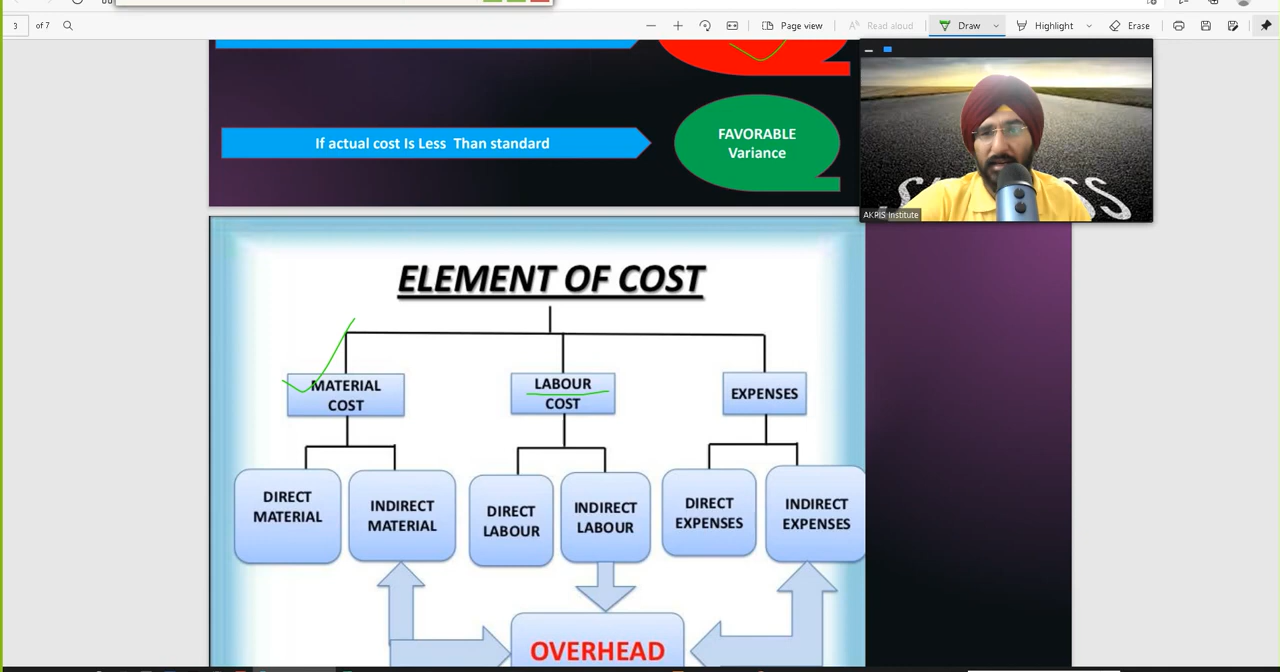 3
of 7
Page view
Read aloud
Draw
Highlight
Erase
If actual cost Is Less Than standard
FAVORABLE
Variance
AKPIS Institute
ELEMENT OF COST
MATERIAL
COST
LABOUR
COST
EXPENSES
DIRECT
MATERIAL
INDIRECT
MATERIAL
DIRECT
LABOUR
INDIRECT
LABOUR
DIRECT
EXPENSES
INDIRECT
EXPENSES
OVERHEAD